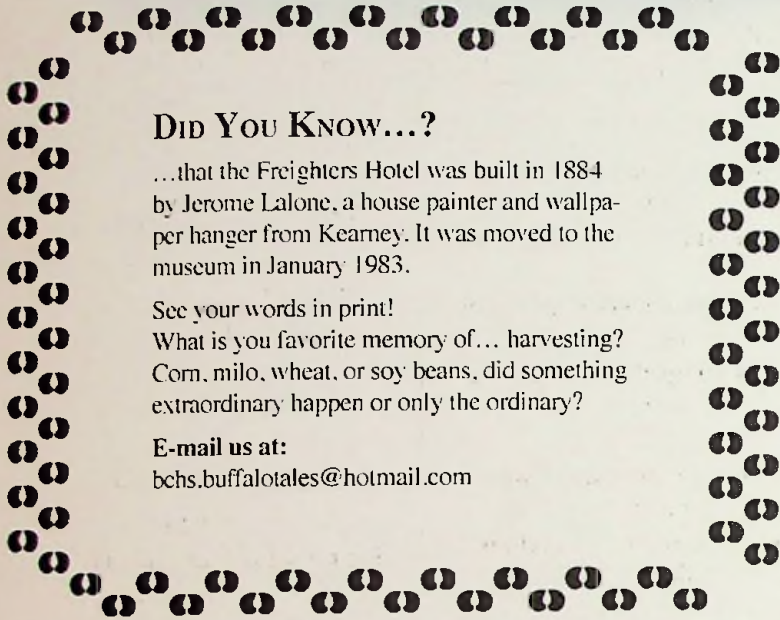 DID YOU KNOW...?
...that the Freighters Hotel was built in 1884
by Jerome Lalone, a house painter and wallpa-
per hanger from Kearney. It was moved to the
museum in January 1983.
See your words in print!
What is you favorite memory of... harvesting?
Corn, milo, wheat, or soy beans, did something
extraordinary happen or only the ordinary?
E-mail us at:
bchs.buffalotales@hotmail.com